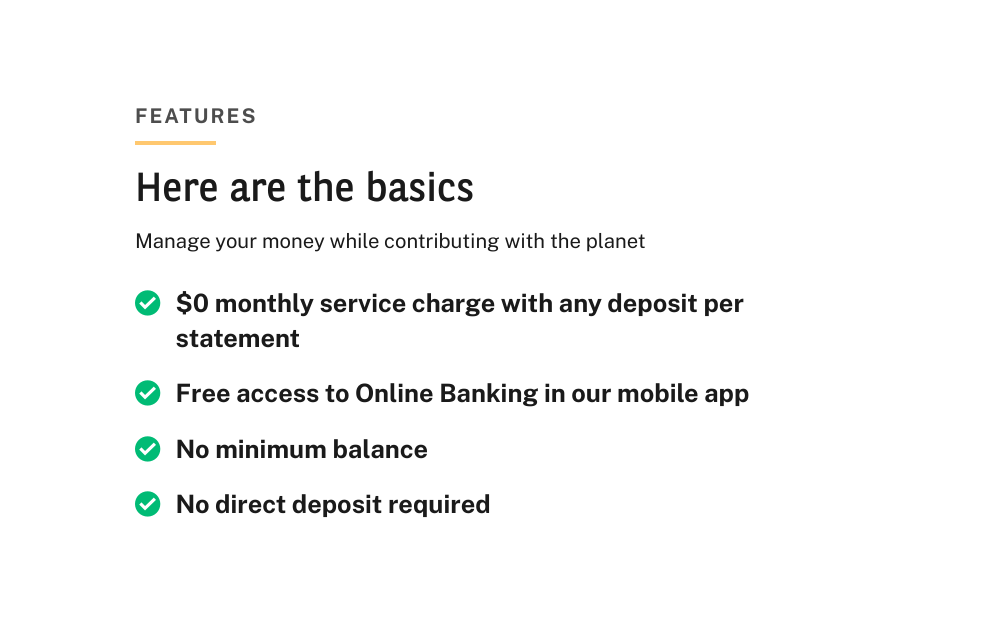 FEATURES
Here are the basics
Manage your money while contributing with the planet
$0 monthly service charge with any deposit per
statement
Free access to Online Banking in our mobile app
No minimum balance
No direct deposit required